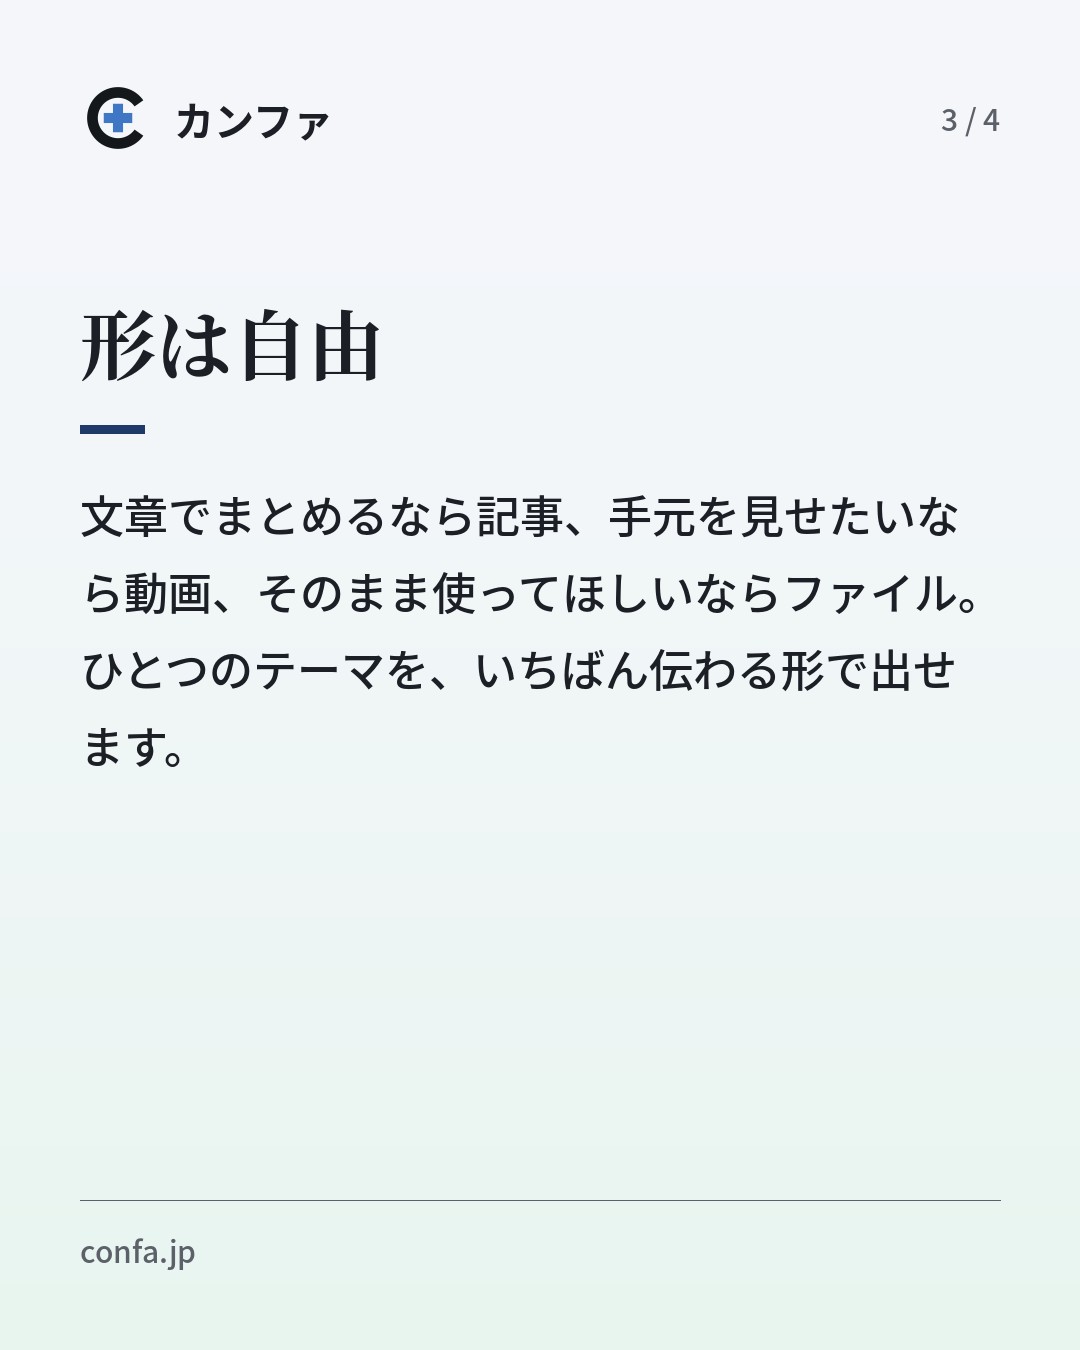 カンファ
3 / 4
形は自由
文章でまとめるなら記事、手元を見せたいな
ら動画、そのまま使ってほしいならファイル。
ひとつのテーマを、いちばん伝わる形で出せ
ます。
confa.jp